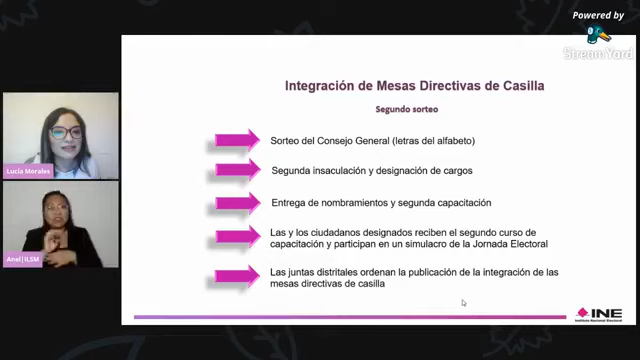 Powered by
StreamYard
Integración de Mesas Directivas de Casilla
Segundo sorteo
Sorteo del Consejo General (letras del alfabeto)
Segunda insaculación y designación de cargos
Entrega de nombramientos y segunda capacitación
Las y los ciudadanos designados reciben el segundo curso de
capacitación y participan en un simulacro de la Jornada Electoral
Las juntas distritales ordenan la publicación de la integración de las
mesas directivas de casilla
Lucía Morales
Anel|ILSM
INE
Instituto Nacional Electoral